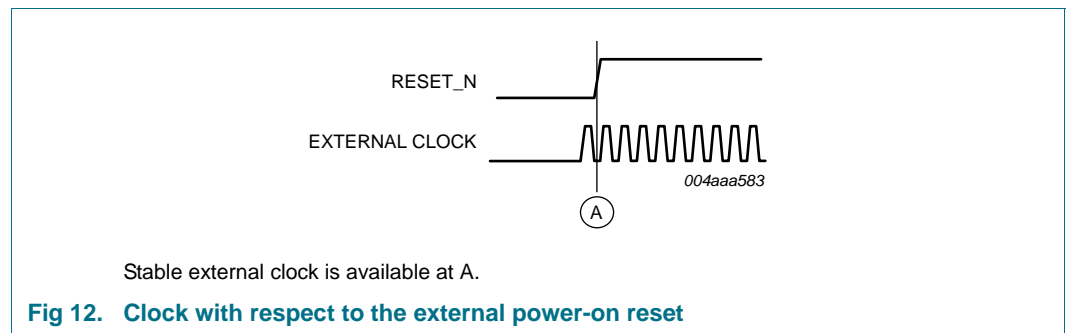 RESET_N
EXTERNAL CLOCK
004aaa583
A
Stable external clock is available at A.
Fig 12. Clock with respect to the external power-on reset